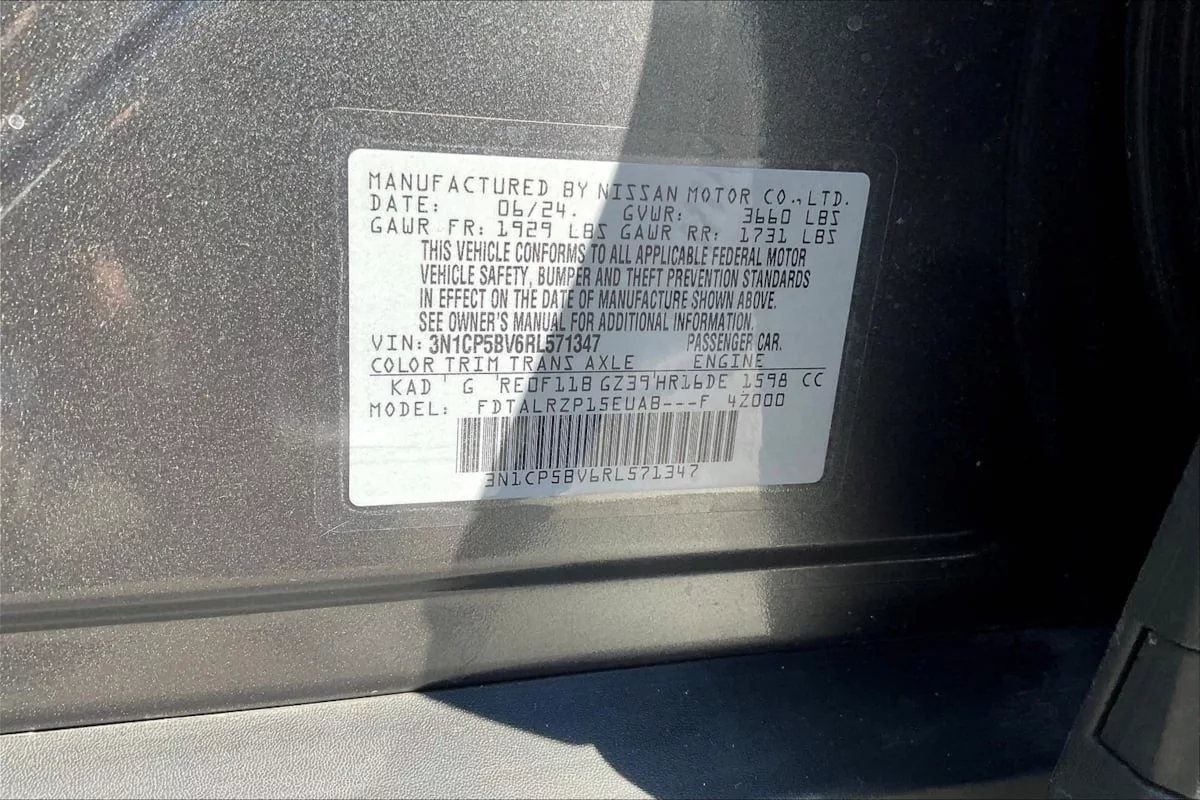 MANUFACTURED BY NISSAN MOTOR CO.,LTD.
DATE: 06/24. GVWR: 3660 LBS
GAWR FR: 1929 LBS GAWR RR: 1731 LBS
THIS VEHICLE CONFORMS TO ALL APPLICABLE FEDERAL MOTOR
VEHICLE SAFETY, BUMPER AND THEFT PREVENTION STANDARDS
IN EFFECT ON THE DATE OF MANUFACTURE SHOWN ABOVE.
SEE OWNER'S MANUAL FOR ADDITIONAL INFORMATION.
VIN: 3N1CP5BV6RL571347 PASSENGER CAR.
COLOR TRIM TRANS AXLE ENGINE
KAD ' G 'RE0F11B GZ39'HR16DE 1598 CC
MODEL: FDTALRZP15EUAB---F 4Z000
3N1CP5BV6RL571347